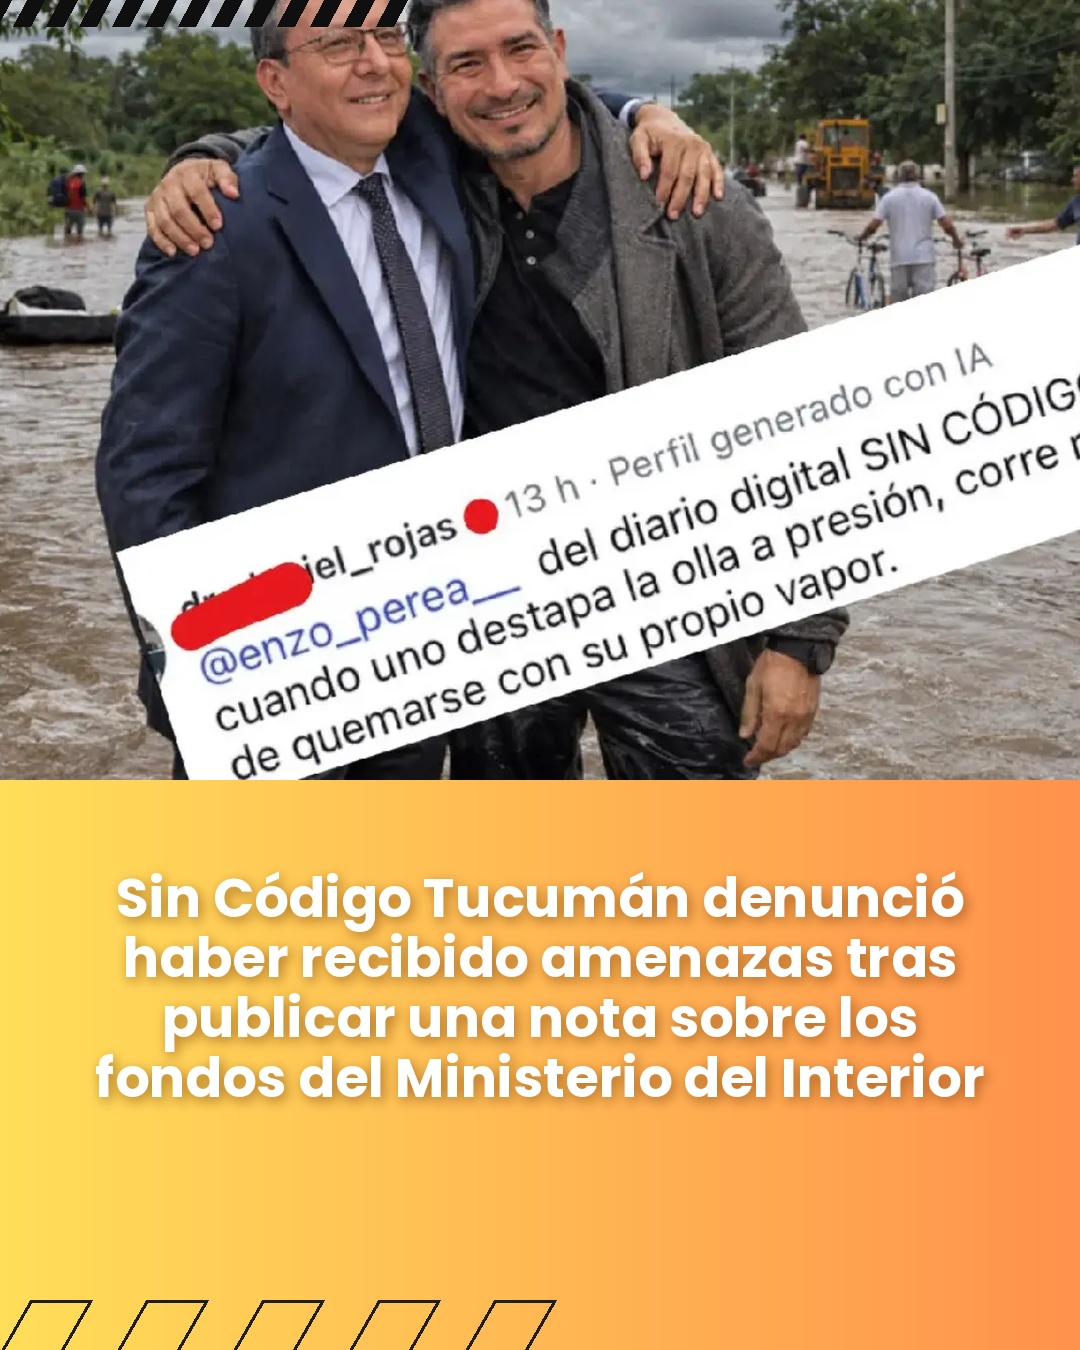 iel_rojas 13 h · Perfil generado con IA
@enzo_perea__ del diario digital SIN CÓDIGO
cuando uno destapa la olla a presión, corre
de quemarse con su propio vapor.
Sin Código Tucumán denunció
haber recibido amenazas tras
publicar una nota sobre los
fondos del Ministerio del Interior